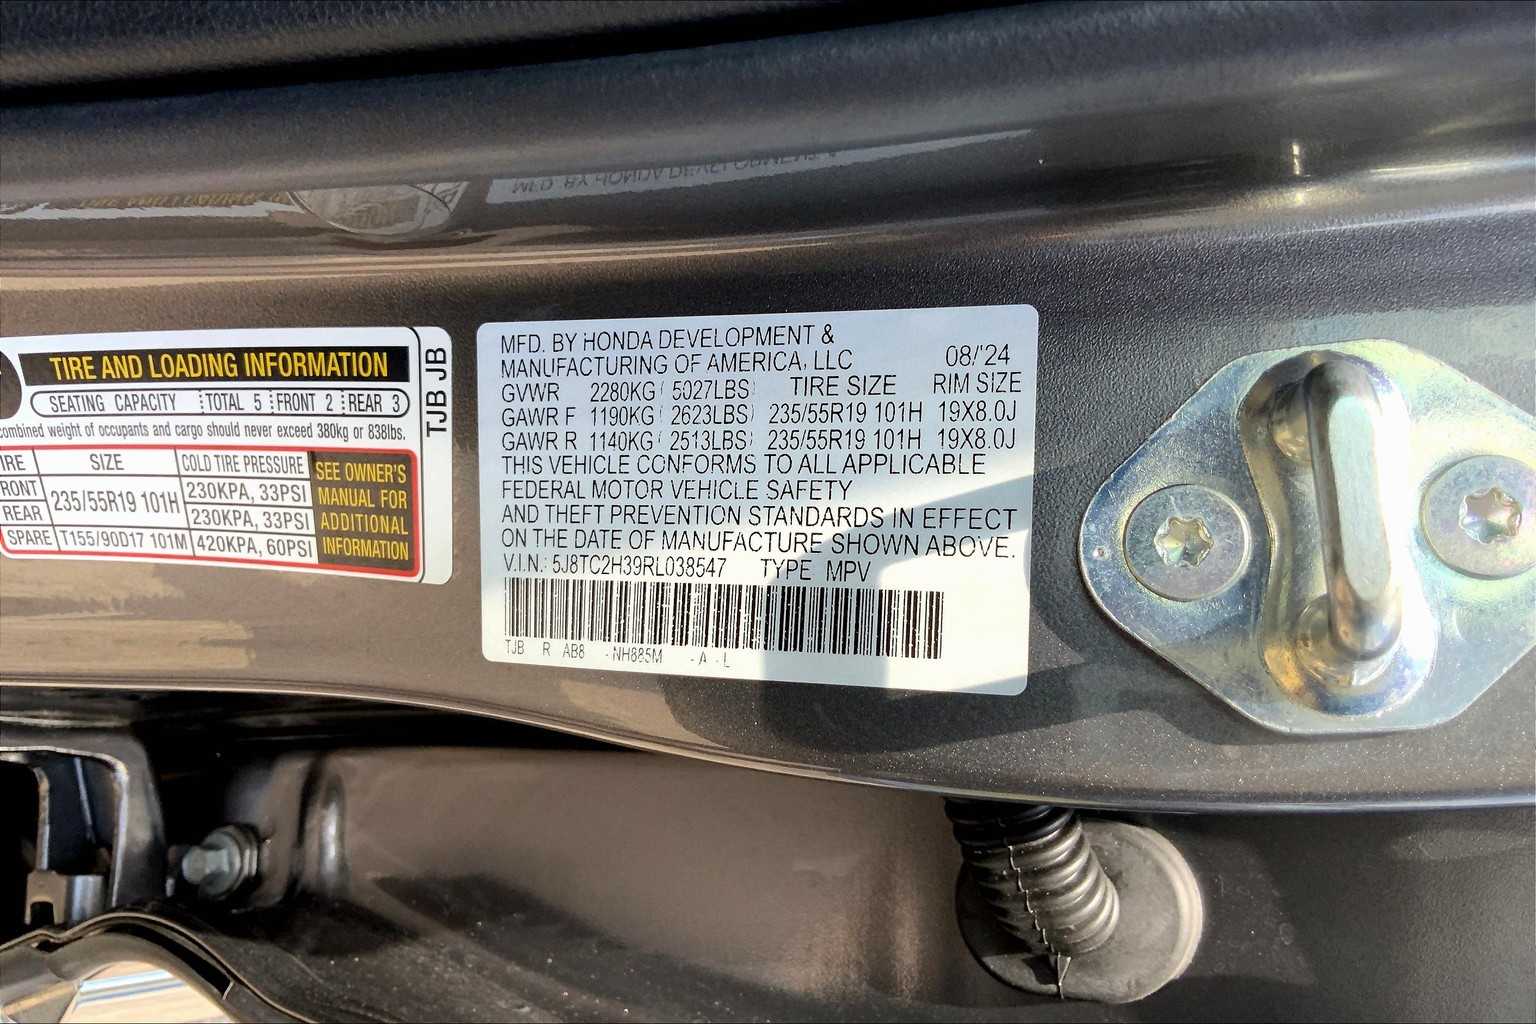 TIRE AND LOADING INFORMATION
SEATING CAPACITY TOTAL 5 FRONT 2 REAR 3
combined weight of occupants and cargo should never exceed 380kg or 838lbs.
SIZE COLD TIRE PRESSURE
235/55R19 101H
230KPA, 33PSI
REAR 230KPA, 33PSI
SPARE T155/90D17 101M 420KPA, 60PSI
SEE OWNER'S
MANUAL FOR
ADDITIONAL
INFORMATION
TJB JB
MFD. BY HONDA DEVELOPMENT &
MANUFACTURING OF AMERICA, LLC 08/'24
GVWR 2280KG( 5027LBS) TIRE SIZE RIM SIZE
GAWR F 1190KG( 2623LBS) 235/55R19 101H 19X8.0J
GAWR R 1140KG( 2513LBS) 235/55R19 101H 19X8.0J
THIS VEHICLE CONFORMS TO ALL APPLICABLE
FEDERAL MOTOR VEHICLE SAFETY
AND THEFT PREVENTION STANDARDS IN EFFECT
ON THE DATE OF MANUFACTURE SHOWN ABOVE.
V.I.N.: 5J8TC2H39RL038547 TYPE MPV
TJB R AB8 -NH885M -A -L